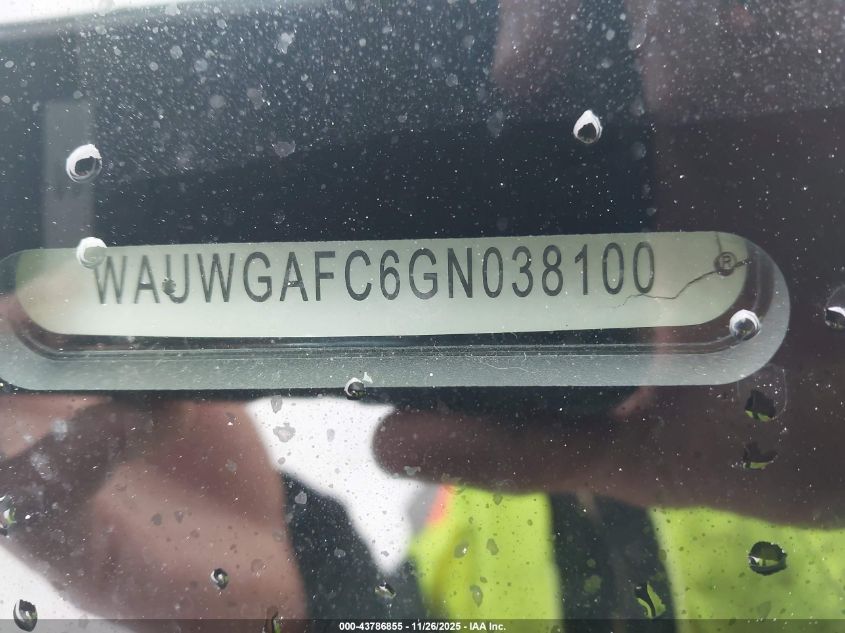 WAUWGAFC6GN038100 ®
000-43786855 - 11/26/2025 - IAA Inc.